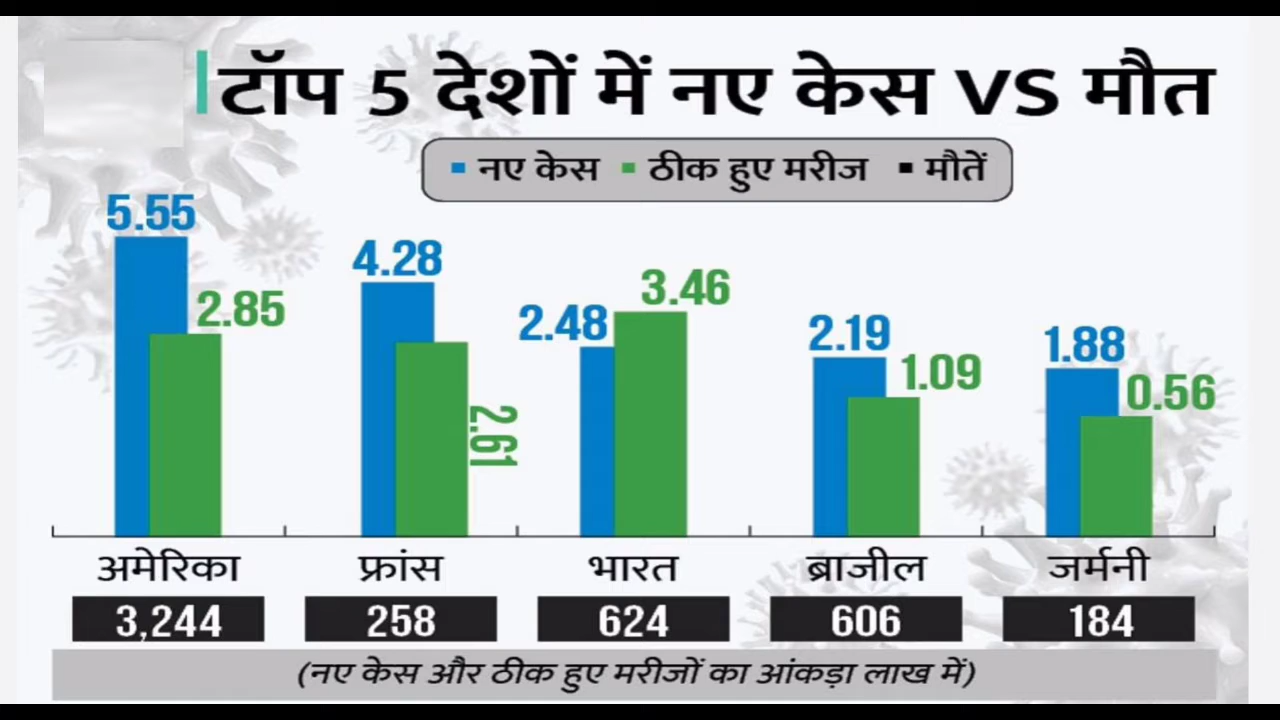 टॉप 5 देशों में नए केस VS मौत
नए केस ठीक हुए मरीज मौतें
5.55
2.85
4.28
2.61
2.48
3.46
2.19
1.09
1.88
0.56
अमेरिका फ्रांस भारत ब्राजील जर्मनी
3,244 258 624 606 184
(नए केस और ठीक हुए मरीजों का आंकड़ा लाख में)